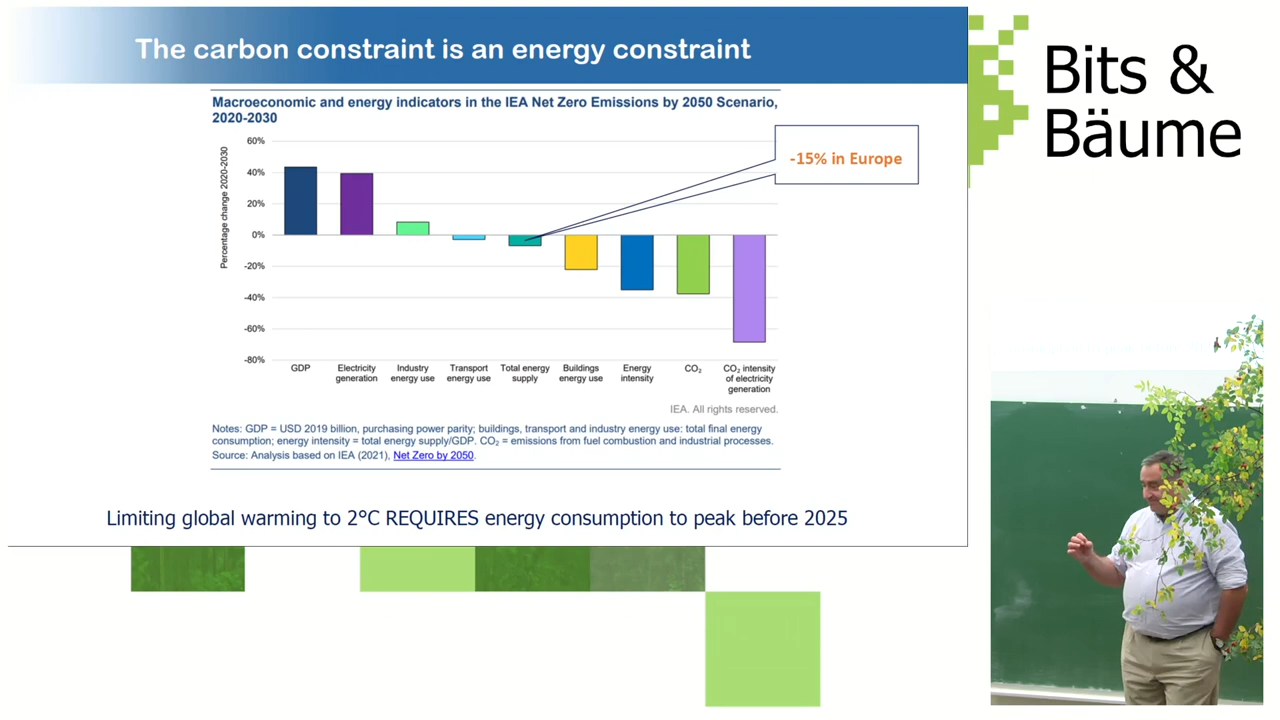 The carbon constraint is an energy constraint
Bits &
Bäume
Macroeconomic and energy indicators in the IEA Net Zero Emissions by 2050 Scenario,
2020-2030
-15% in Europe
Percentage change 2020-2030
60%
40%
20%
0%
-20%
-40%
-60%
-80%
GDP
Electricity
generation
Industry
energy use
Transport
energy use
Total energy
supply
Buildings
energy use
Energy
intensity
CO₂
CO₂ intensity
of electricity
generation
IEA. All rights reserved.
Notes: GDP = USD 2019 billion, purchasing power parity; buildings, transport and industry energy use: total final energy
consumption; energy intensity = total energy supply/GDP. CO₂ = emissions from fuel combustion and industrial processes.
Source: Analysis based on IEA (2021), Net Zero by 2050.
Limiting global warming to 2°C REQUIRES energy consumption to peak before 2025